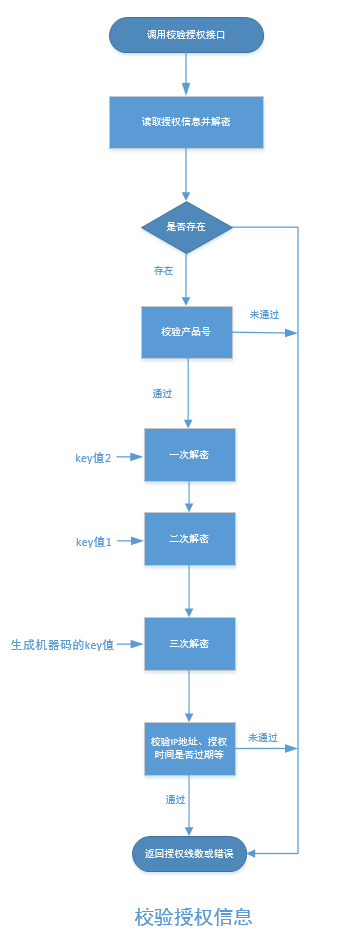 调用校验授权接口
读取授权信息并解密
是否存在
存在
校验产品号
未通过
通过
key值2
一次解密
key值1
二次解密
生成机器码的key值
三次解密
校验IP地址、授权
时间是否过期等
未通过
通过
返回授权线数或错误
校验授权信息